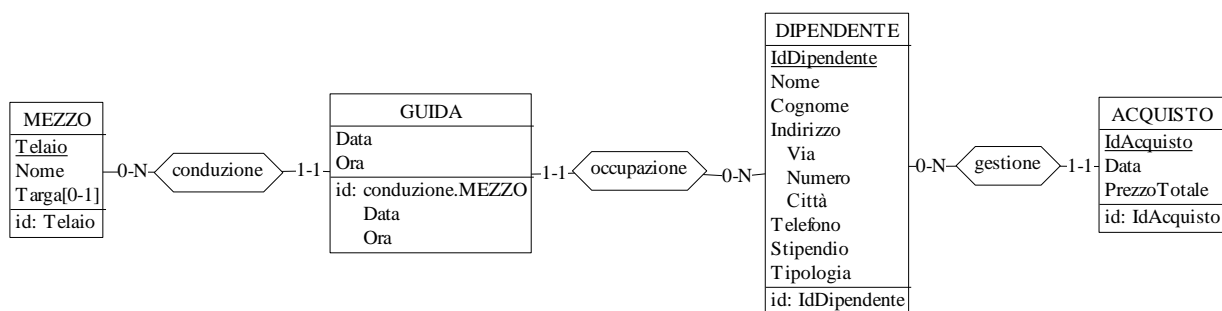 MEZZO
Telaio
Nome
Targa[0-1]
id: Telaio
0-N
conduzione
1-1
GUIDA
Data
Ora
id: conduzione.MEZZO
Data
Ora
1-1
occupazione
0-N
DIPENDENTE
IdDipendente
Nome
Cognome
Indirizzo
Via
Numero
Città
Telefono
Stipendio
Tipologia
id: IdDipendente
0-N
gestione
1-1
ACQUISTO
IdAcquisto
Data
PrezzoTotale
id: IdAcquisto